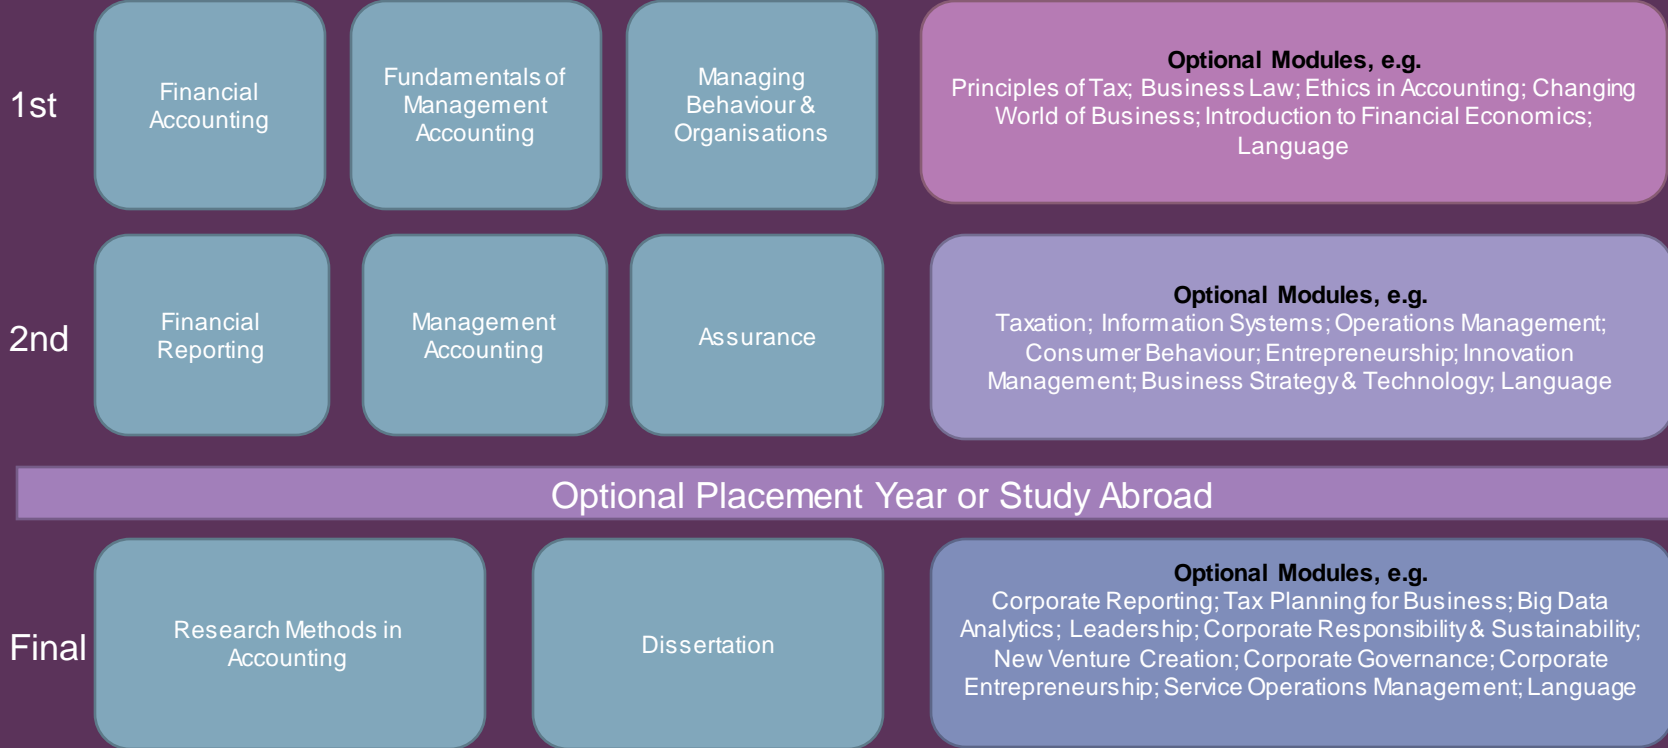 1st
Financial
Accounting
Fundamentals of
Management
Accounting
Managing
Behaviour &
Organisations
Optional Modules, e.g.
Principles of Tax; Business Law; Ethics in Accounting; Changing
World of Business; Introduction to Financial Economics;
Language
2nd
Financial
Reporting
Management
Accounting
Assurance
Optional Modules, e.g.
Taxation; Information Systems; Operations Management;
Consumer Behaviour; Entrepreneurship; Innovation
Management; Business Strategy & Technology; Language
Optional Placement Year or Study Abroad
Final
Research Methods in
Accounting
Dissertation
Optional Modules, e.g.
Corporate Reporting; Tax Planning for Business; Big Data
Analytics; Leadership; Corporate Responsibility & Sustainability;
New Venture Creation; Corporate Governance; Corporate
Entrepreneurship; Service Operations Management; Language